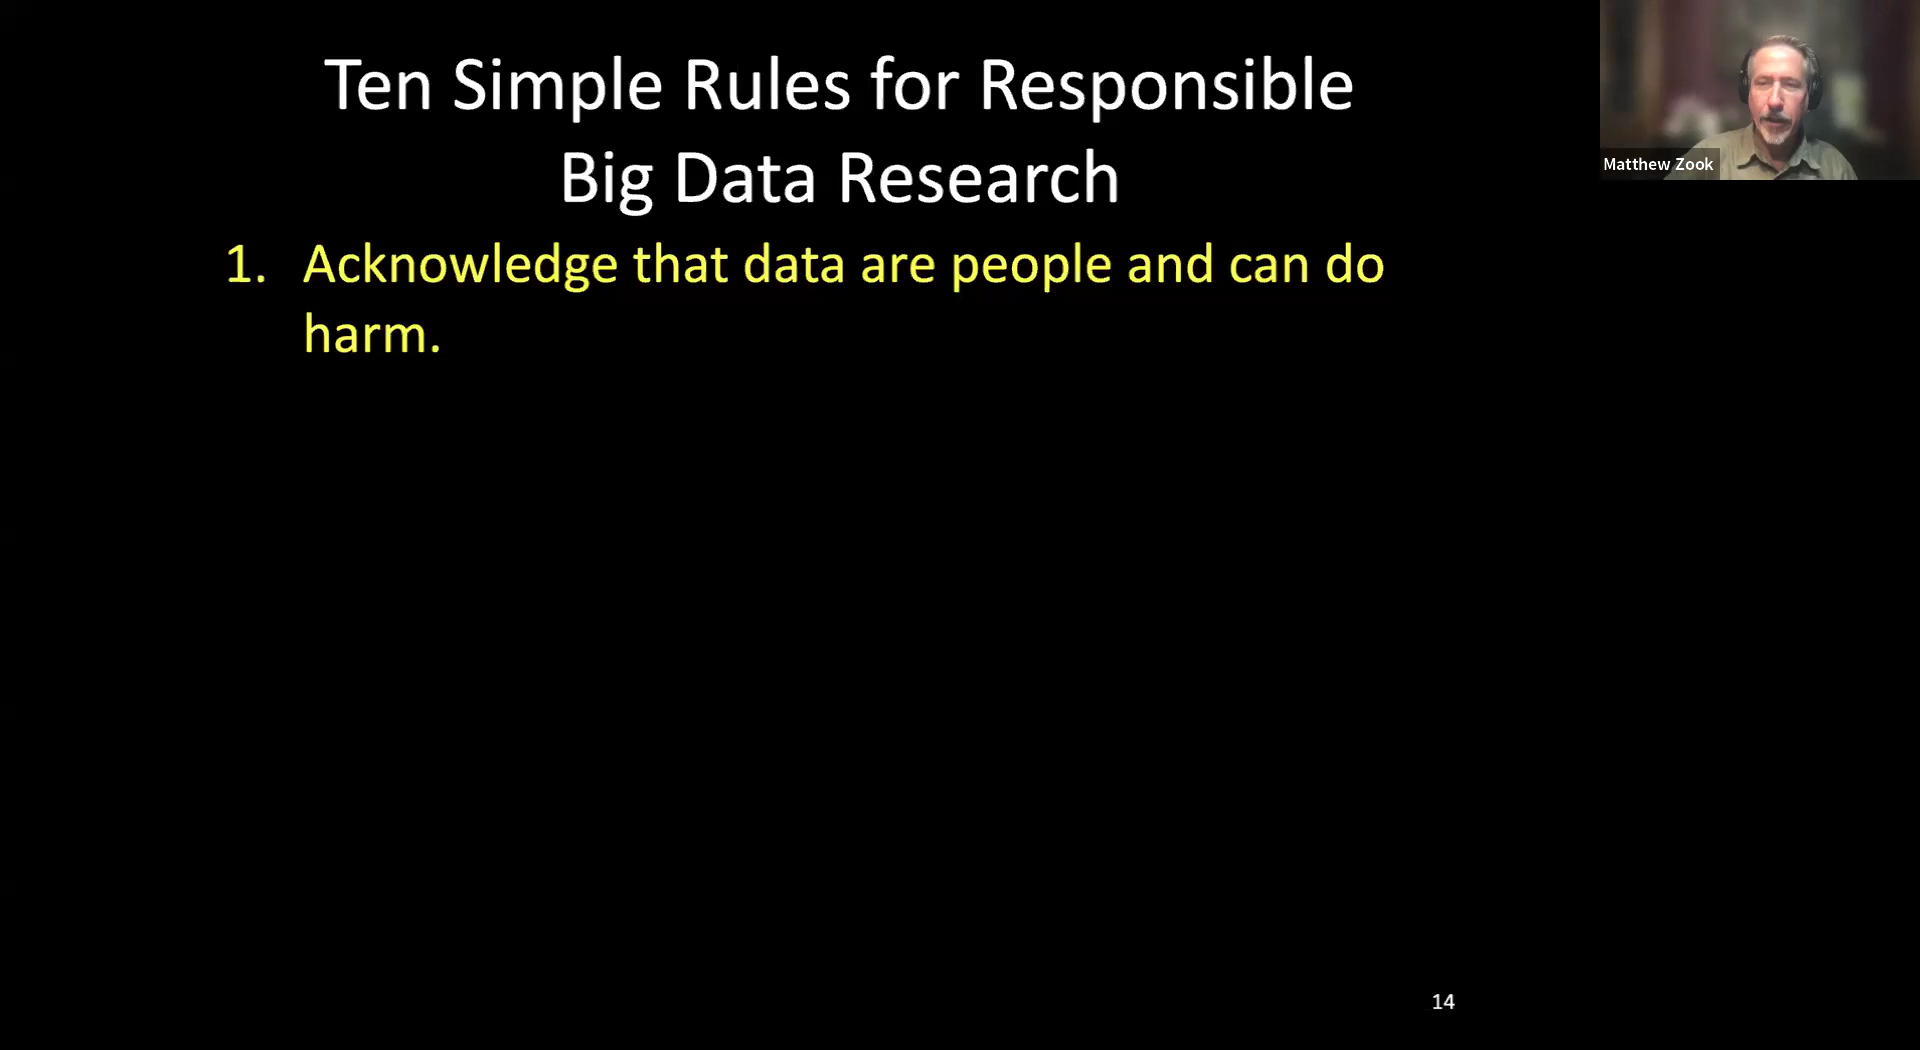 Ten Simple Rules for Responsible
Big Data Research
1. Acknowledge that data are people and can do
harm.
Matthew Zook
14